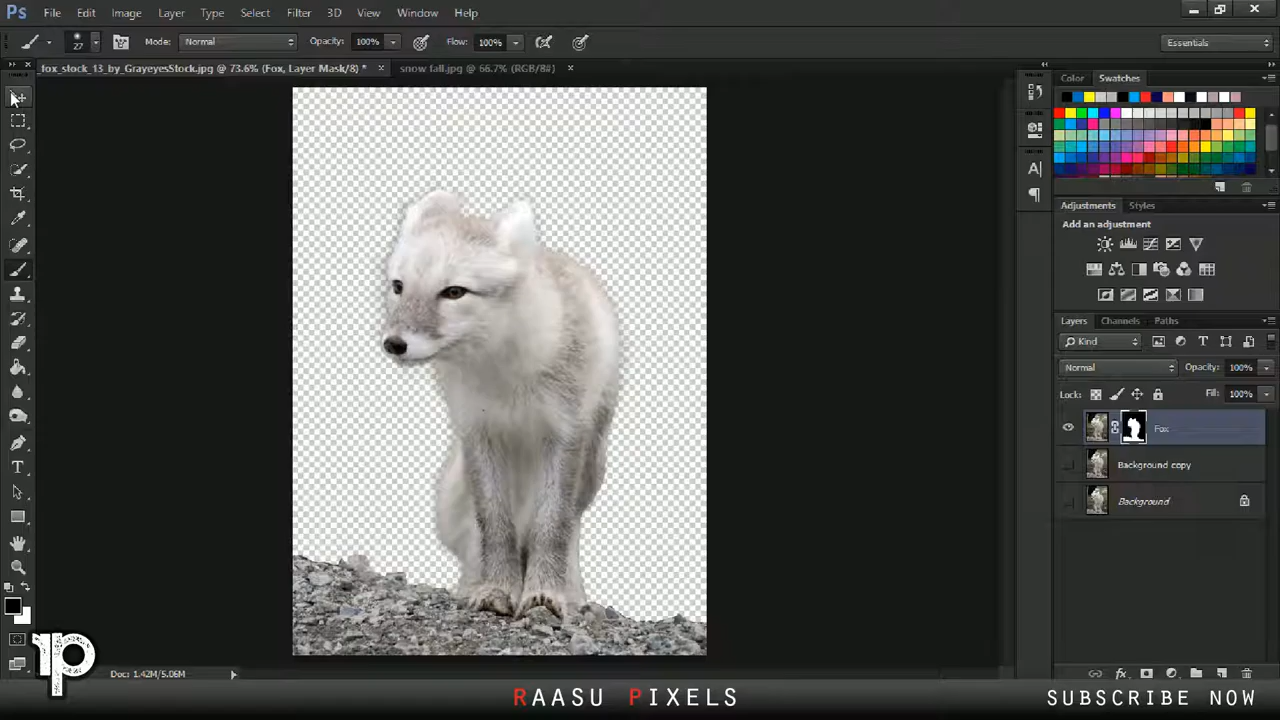 Ps File Edit Image Layer Type Select Filter 3D View Window Help
27 Mode: Normal Opacity: 100% Flow: 100% Essentials
fox_stock_13_by_GrayeyesStock.jpg @ 73.6% (Fox, Layer Mask/8) * × snow fall.jpg @ 66.7% (RGB/8#) ×
Color Swatches
Adjustments Styles
Add an adjustment
Layers Channels Paths
Kind
Normal Opacity: 100%
Lock: Fill: 100%
Fox
Background copy
Background
Doc: 1.42M/5.06M
RAASU PIXELS
SUBSCRIBE NOW